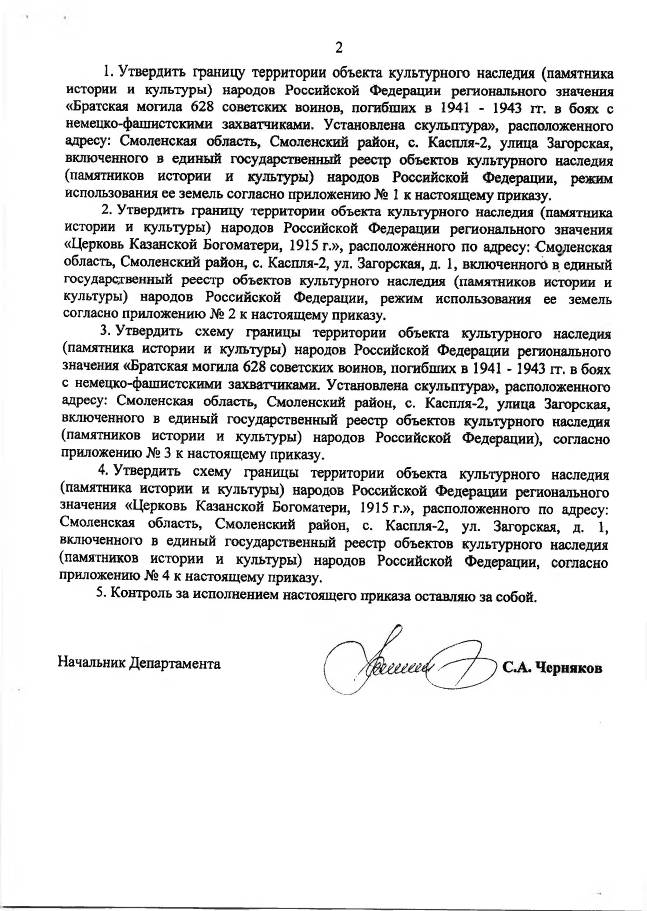 2
1. Утвердить границу территории объекта культурного наследия (памятника
истории и культуры) народов Российской Федерации регионального значения
«Братская могила 628 советских воинов, погибших в 1941 - 1943 гг. в боях с
немецко-фашистскими захватчиками. Установлена скульптура», расположенного
адресу: Смоленская область, Смоленский район, с. Каспля-2, улица Загорская,
включенного в единый государственный реестр объектов культурного наследия
(памятников истории и культуры) народов Российской Федерации, режим
использования ее земель согласно приложению № 1 к настоящему приказу.
2. Утвердить границу территории объекта культурного наследия (памятника
истории и культуры) народов Российской Федерации регионального значения
«Церковь Казанской Богоматери, 1915 г.», расположенного по адресу: Смоленская
область, Смоленский район, с. Каспля-2, ул. Загорская, д. 1, включенного в единый
государственный реестр объектов культурного наследия (памятников истории и
культуры) народов Российской Федерации, режим использования ее земель
согласно приложению № 2 к настоящему приказу.
3. Утвердить схему границы территории объекта культурного наследия
(памятника истории и культуры) народов Российской Федерации регионального
значения «Братская могила 628 советских воинов, погибших в 1941 - 1943 гг. в боях
с немецко-фашистскими захватчиками. Установлена скульптура», расположенного
адресу: Смоленская область, Смоленский район, с. Каспля-2, улица Загорская,
включенного в единый государственный реестр объектов культурного наследия
(памятников истории и культуры) народов Российской Федерации), согласно
приложению № 3 к настоящему приказу.
4. Утвердить схему границы территории объекта культурного наследия
(памятника истории и культуры) народов Российской Федерации регионального
значения «Церковь Казанской Богоматери, 1915 г.», расположенного по адресу:
Смоленская область, Смоленский район, с. Каспля-2, ул. Загорская, д. 1,
включенного в единый государственный реестр объектов культурного наследия
(памятников истории и культуры) народов Российской Федерации, согласно
приложению № 4 к настоящему приказу.
5. Контроль за исполнением настоящего приказа оставляю за собой.
Начальник Департамента
С.А. Черняков